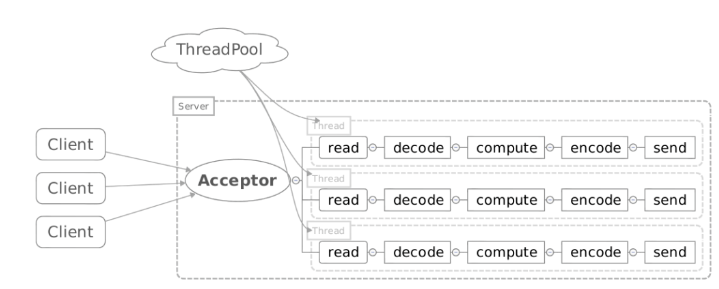 ThreadPool
Server
Thread
Client
read decode compute encode send
Acceptor
Thread
Client
read decode compute encode send
Thread
Client
read decode compute encode send